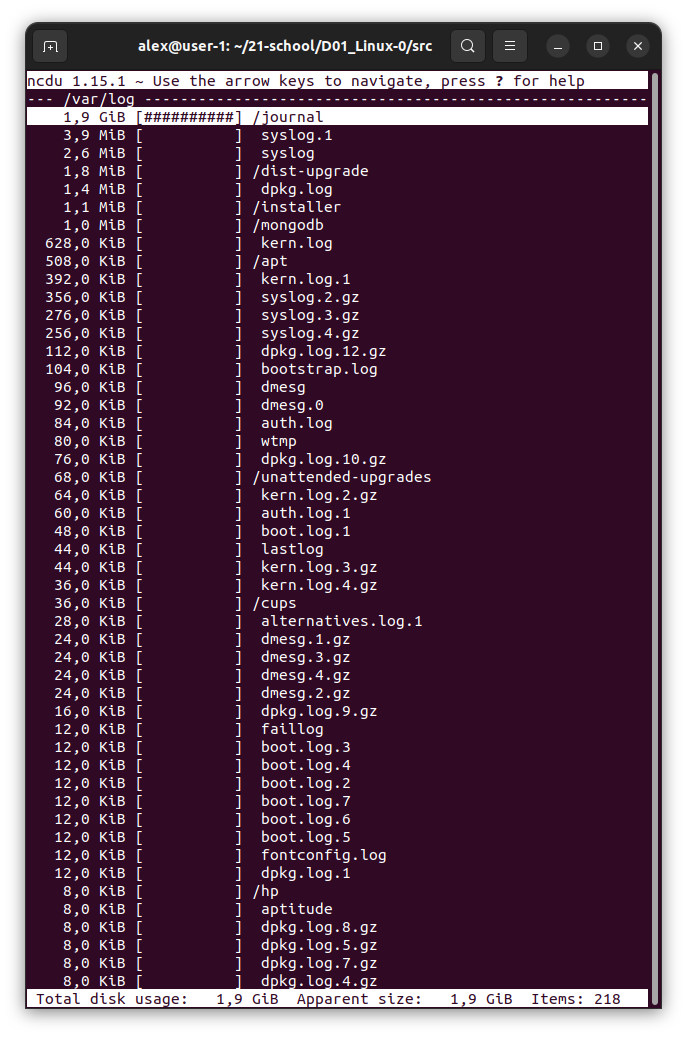 alex@user-1: ~/21-school/D01_Linux-0/src
ncdu 1.15.1 ~ Use the arrow keys to navigate, press ? for help
--- /var/log --------------------------------------------------------
    1,9 GiB [##########] /journal
    3,9 MiB [          ]  syslog.1
    2,6 MiB [          ]  syslog
    1,8 MiB [          ] /dist-upgrade
    1,4 MiB [          ]  dpkg.log
    1,1 MiB [          ] /installer
    1,0 MiB [          ] /mongodb
  628,0 KiB [          ]  kern.log
  508,0 KiB [          ] /apt
  392,0 KiB [          ]  kern.log.1
  356,0 KiB [          ]  syslog.2.gz
  276,0 KiB [          ]  syslog.3.gz
  256,0 KiB [          ]  syslog.4.gz
  112,0 KiB [          ]  dpkg.log.12.gz
  104,0 KiB [          ]  bootstrap.log
   96,0 KiB [          ]  dmesg
   92,0 KiB [          ]  dmesg.0
   84,0 KiB [          ]  auth.log
   80,0 KiB [          ]  wtmp
   76,0 KiB [          ]  dpkg.log.10.gz
   68,0 KiB [          ] /unattended-upgrades
   64,0 KiB [          ]  kern.log.2.gz
   60,0 KiB [          ]  auth.log.1
   48,0 KiB [          ]  boot.log.1
   44,0 KiB [          ]  lastlog
   44,0 KiB [          ]  kern.log.3.gz
   36,0 KiB [          ]  kern.log.4.gz
   36,0 KiB [          ] /cups
   28,0 KiB [          ]  alternatives.log.1
   24,0 KiB [          ]  dmesg.1.gz
   24,0 KiB [          ]  dmesg.3.gz
   24,0 KiB [          ]  dmesg.4.gz
   24,0 KiB [          ]  dmesg.2.gz
   16,0 KiB [          ]  dpkg.log.9.gz
   12,0 KiB [          ]  faillog
   12,0 KiB [          ]  boot.log.3
   12,0 KiB [          ]  boot.log.4
   12,0 KiB [          ]  boot.log.2
   12,0 KiB [          ]  boot.log.7
   12,0 KiB [          ]  boot.log.6
   12,0 KiB [          ]  boot.log.5
   12,0 KiB [          ]  fontconfig.log
   12,0 KiB [          ]  dpkg.log.1
    8,0 KiB [          ] /hp
    8,0 KiB [          ]  aptitude
    8,0 KiB [          ]  dpkg.log.8.gz
    8,0 KiB [          ]  dpkg.log.5.gz
    8,0 KiB [          ]  dpkg.log.7.gz
    8,0 KiB [          ]  dpkg.log.4.gz
 Total disk usage:   1,9 GiB  Apparent size:   1,9 GiB  Items: 218